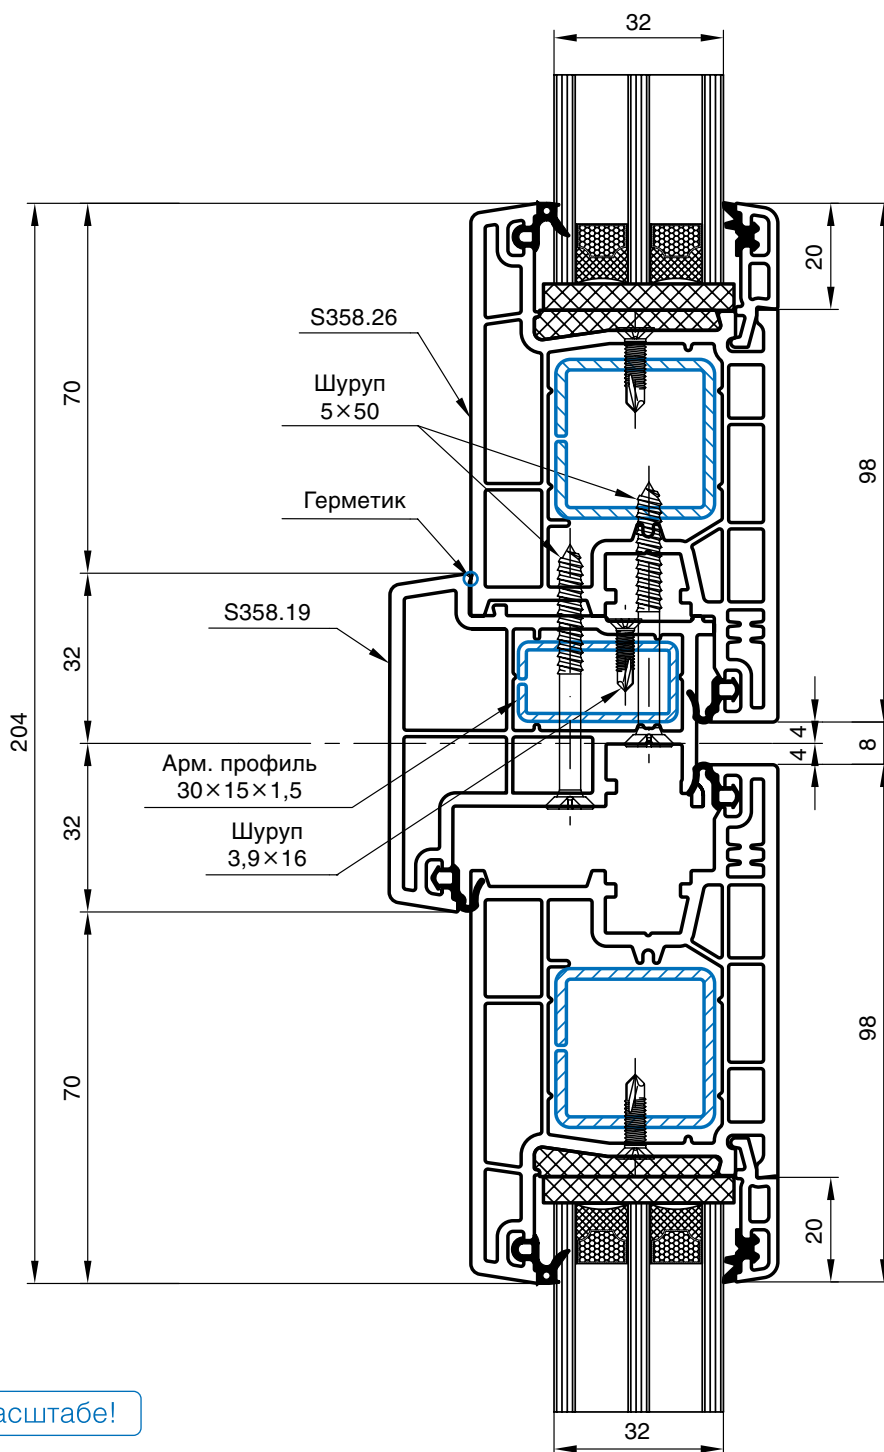 32
20
S358.26
70
Шуруп
5×50
98
Герметик
S358.19
32
204
4
4
8
Арм. профиль
30×15×1,5
32
Шуруп
3,9×16
98
70
20
асштабе!
32